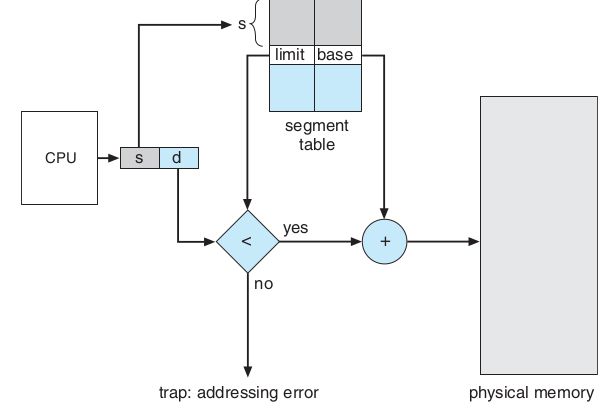 s
limit base
segment
table
CPU
s d
<
yes
+
no
trap: addressing error
physical memory